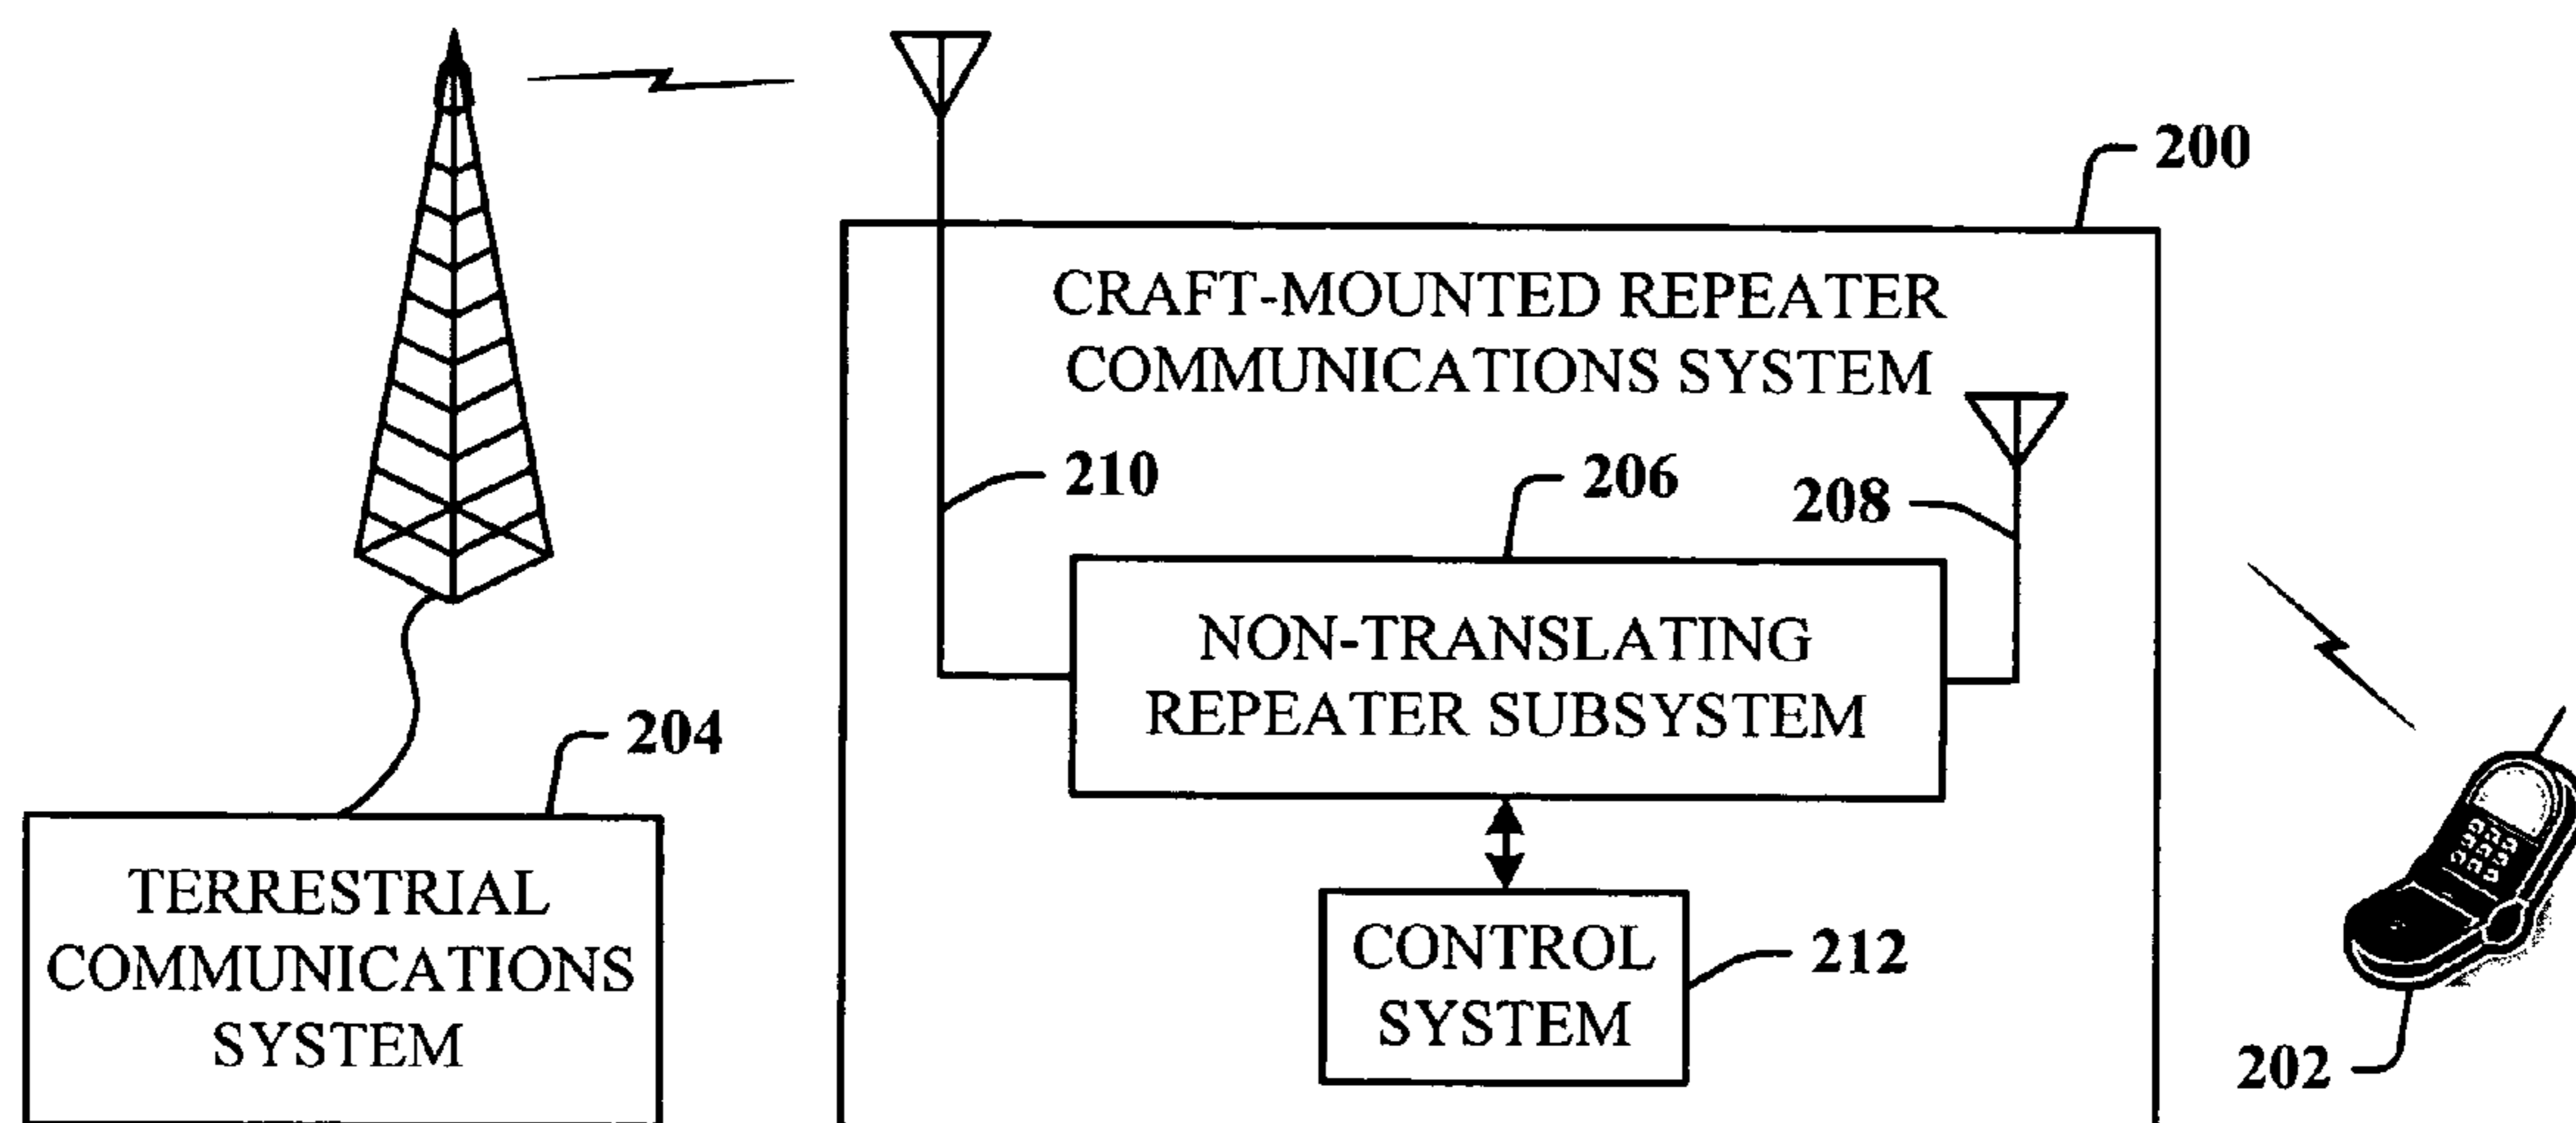 200
CRAFT-MOUNTED REPEATER
COMMUNICATIONS SYSTEM
210
206
208
NON-TRANSLATING
REPEATER SUBSYSTEM
204
TERRESTRIAL
COMMUNICATIONS
SYSTEM
CONTROL
SYSTEM
212
202